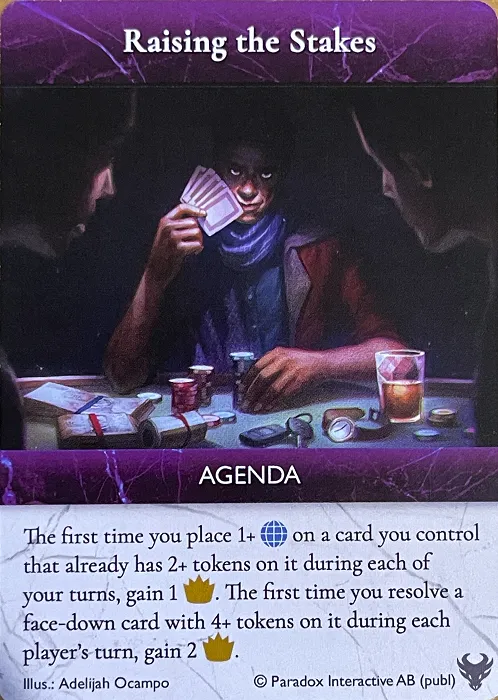 Raising the Stakes
AGENDA
The first time you place 1+ on a card you control
that already has 2+ tokens on it during each of
your turns, gain 1 . The first time you resolve a
face-down card with 4+ tokens on it during each
player's turn, gain 2 .
Illus.: Adelijah Ocampo © Paradox Interactive AB (publ)